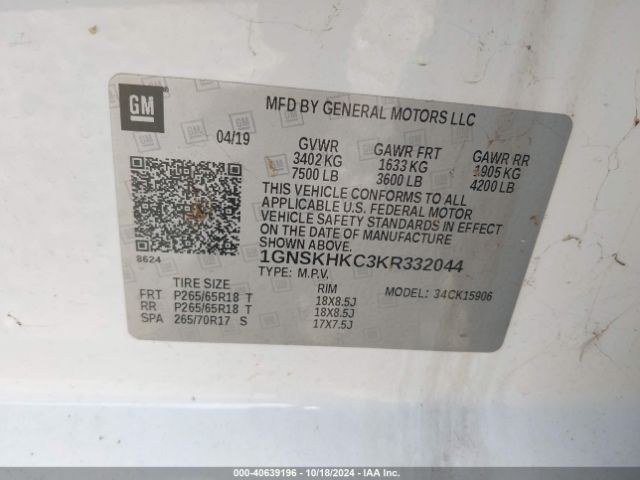 GM
MFD BY GENERAL MOTORS LLC
04/19
GVWR
3402 KG
7500 LB
GAWR FRT
1633 KG
3600 LB
GAWR RR
1905 KG
4200 LB
THIS VEHICLE CONFORMS TO ALL
APPLICABLE U.S. FEDERAL MOTOR
VEHICLE SAFETY STANDARDS IN EFFECT
ON THE DATE OF MANUFACTURE
SHOWN ABOVE.
8624
1GNSKHKC3KR332044
TYPE: M.P.V.
MODEL: 34CK15906
TIRE SIZE
RIM
FRT P265/65R18 T 18X8.5J
RR P265/65R18 T 18X8.5J
SPA 265/70R17 S 17X7.5J
000-40639196 - 10/18/2024 - IAA Inc.